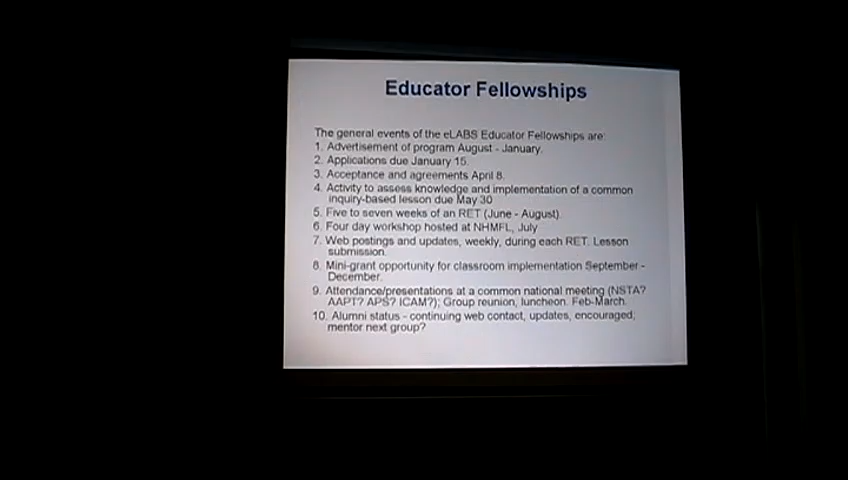 Educator Fellowships
The general events of the eLABS Educator Fellowships are:
1. Advertisement of program August - January.
2. Applications due January 15.
3. Acceptance and agreements April 8.
4. Activity to assess knowledge and implementation of a common
inquiry-based lesson due May 30
5. Five to seven weeks of an RET (June - August).
6. Four day workshop hosted at NHMFL, July
7. Web postings and updates, weekly, during each RET. Lesson
submission.
8. Mini-grant opportunity for classroom implementation September -
December.
9. Attendance/presentations at a common national meeting (NSTA?
AAPT? APS? ICAM?); Group reunion, luncheon. Feb-March.
10. Alumni status - continuing web contact, updates, encouraged;
mentor next group?